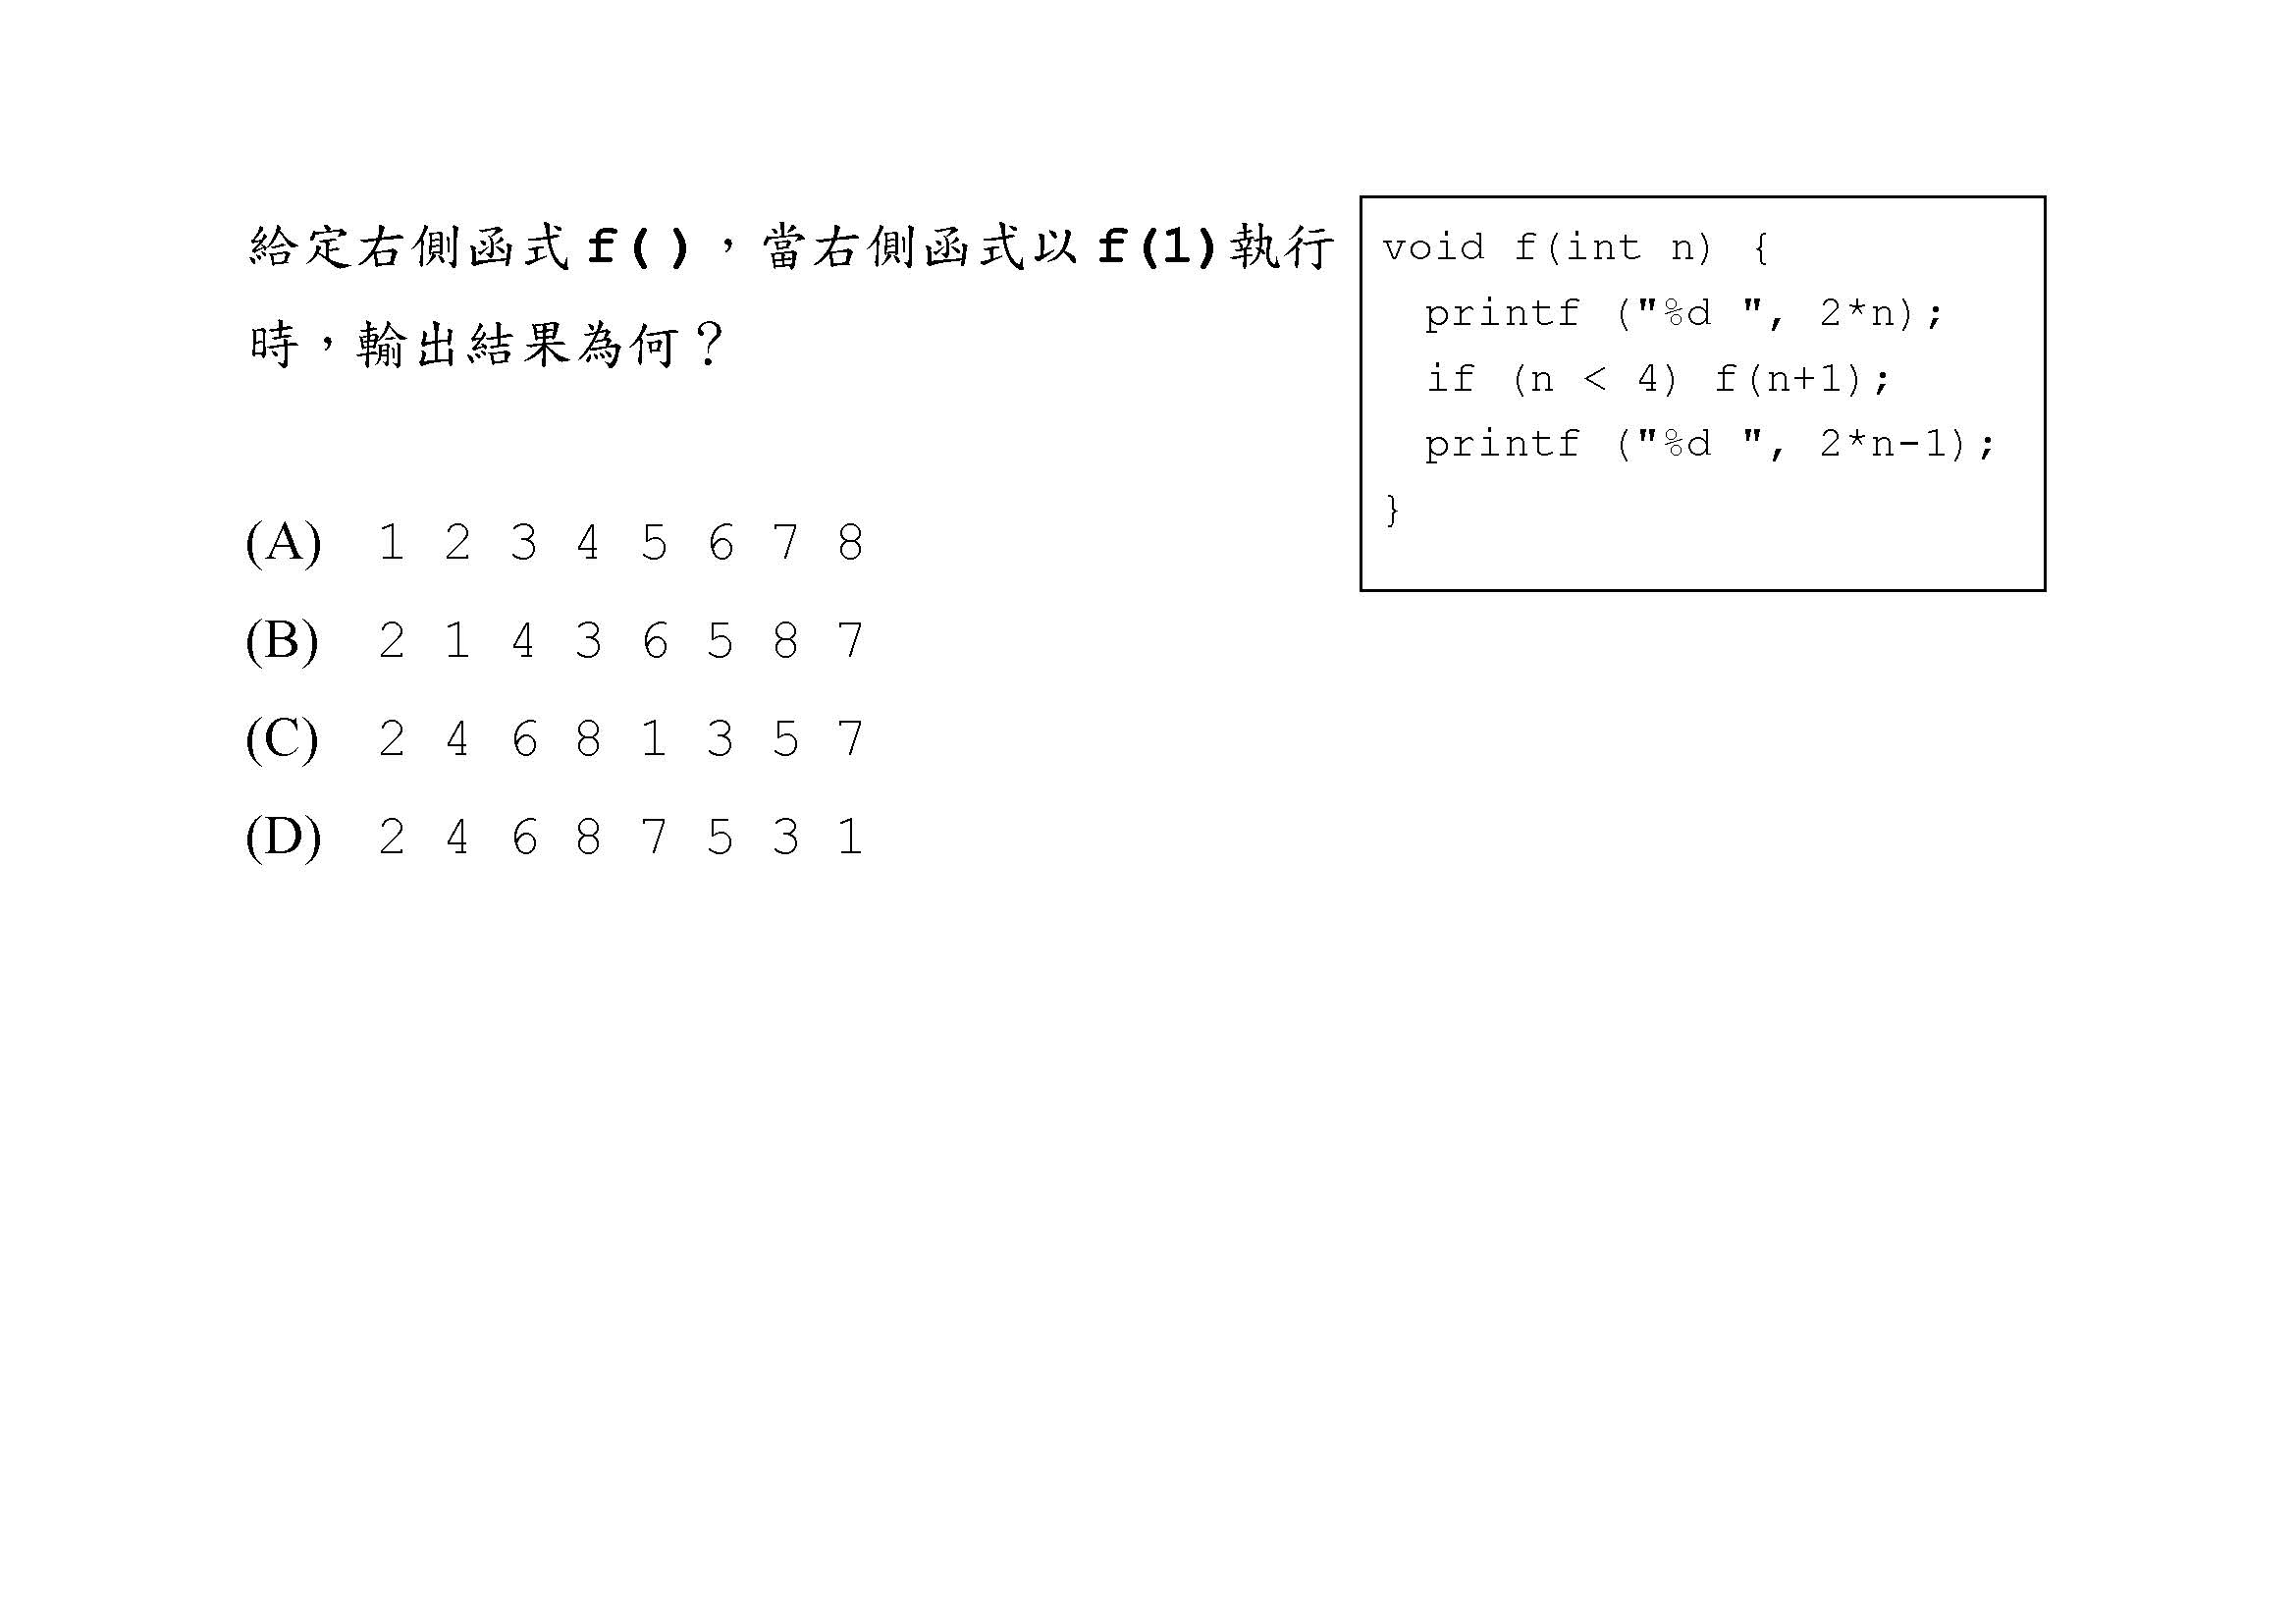 給定右側函式 f()，當右側函式以 f(1)執行
時，輸出結果為何？
(A) 1 2 3 4 5 6 7 8
(B) 2 1 4 3 6 5 8 7
(C) 2 4 6 8 1 3 5 7
(D) 2 4 6 8 7 5 3 1
void f(int n) {
  printf ("%d ", 2*n);
  if (n < 4) f(n+1);
  printf ("%d ", 2*n-1);
}